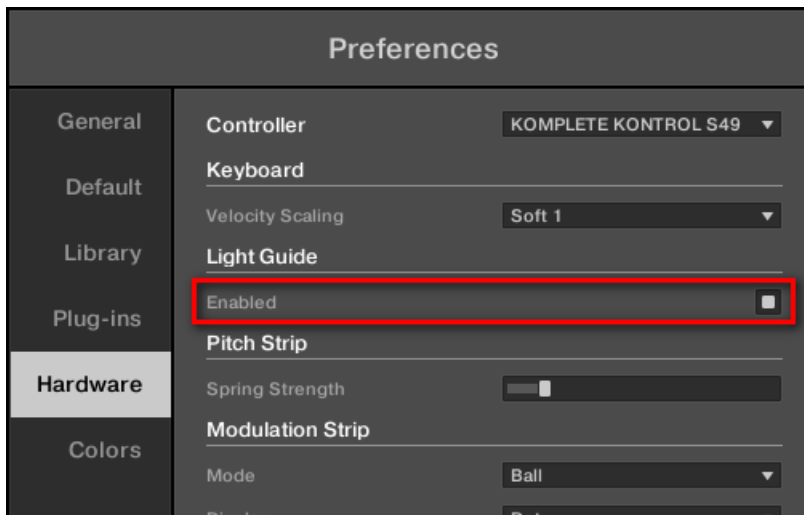 Preferences
General
Default
Library
Plug-ins
Hardware
Colors
Controller KOMPLETE KONTROL S49
Keyboard
Velocity Scaling Soft 1
Light Guide
Enabled
Pitch Strip
Spring Strength
Modulation Strip
Mode Ball